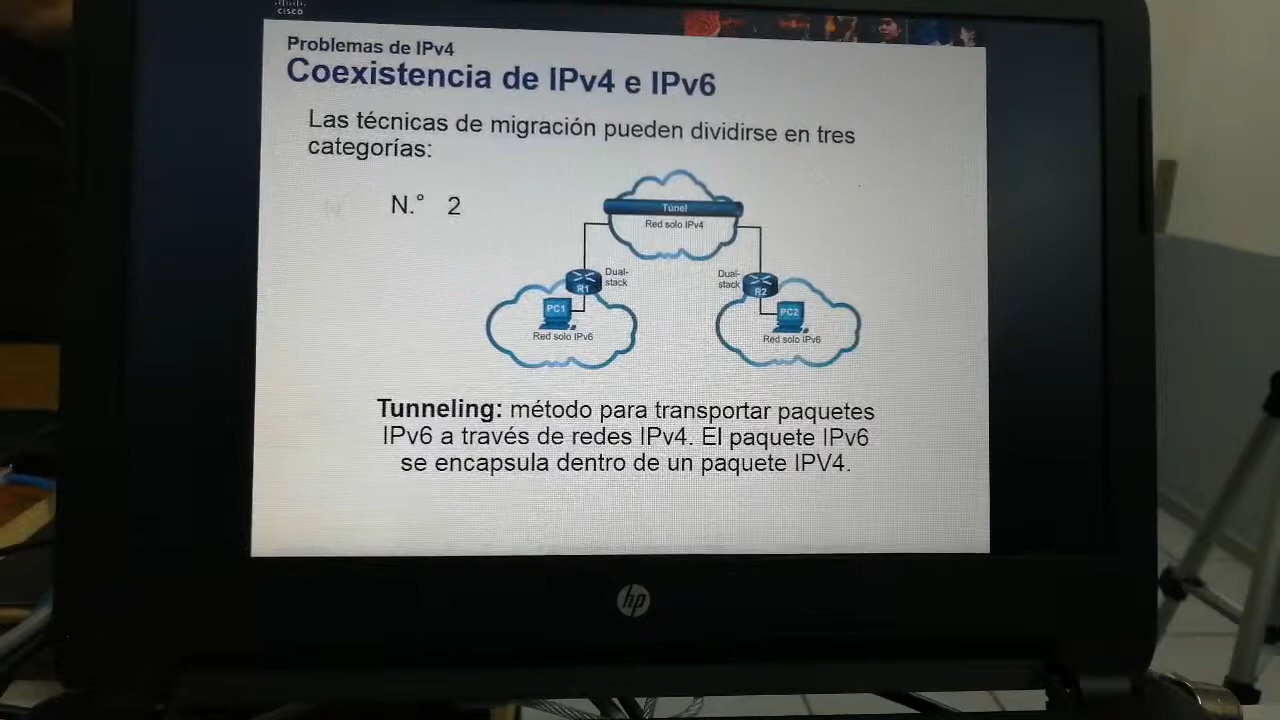 CISCO
Problemas de IPv4
Coexistencia de IPv4 e IPv6
Las técnicas de migración pueden dividirse en tres
categorías:
N.° 2
Túnel
Red solo IPv4
Dual-
stack
R1
PC1
Red solo IPv6
Dual-
stack
R2
PC2
Red solo IPv6
Tunneling: método para transportar paquetes
IPv6 a través de redes IPv4. El paquete IPv6
se encapsula dentro de un paquete IPV4.
hp